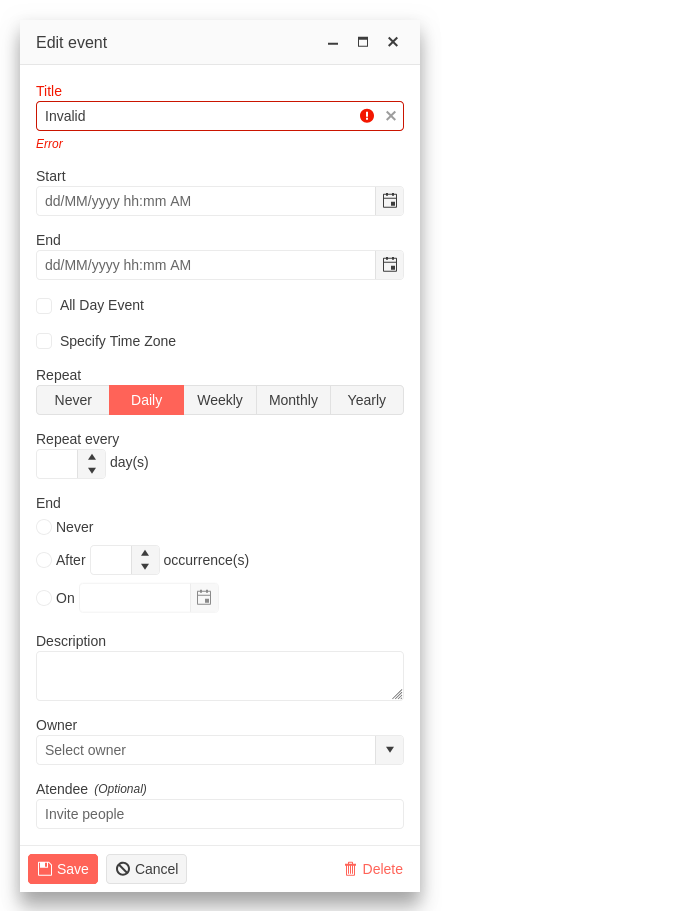 Edit event
Title
Invalid
Error
Start
dd/MM/yyyy hh:mm AM
End
dd/MM/yyyy hh:mm AM
All Day Event
Specify Time Zone
Repeat
Never Daily Weekly Monthly Yearly
Repeat every
day(s)
End
Never
After occurrence(s)
On
Description
Owner
Select owner
Atendee (Optional)
Invite people
Save Cancel Delete